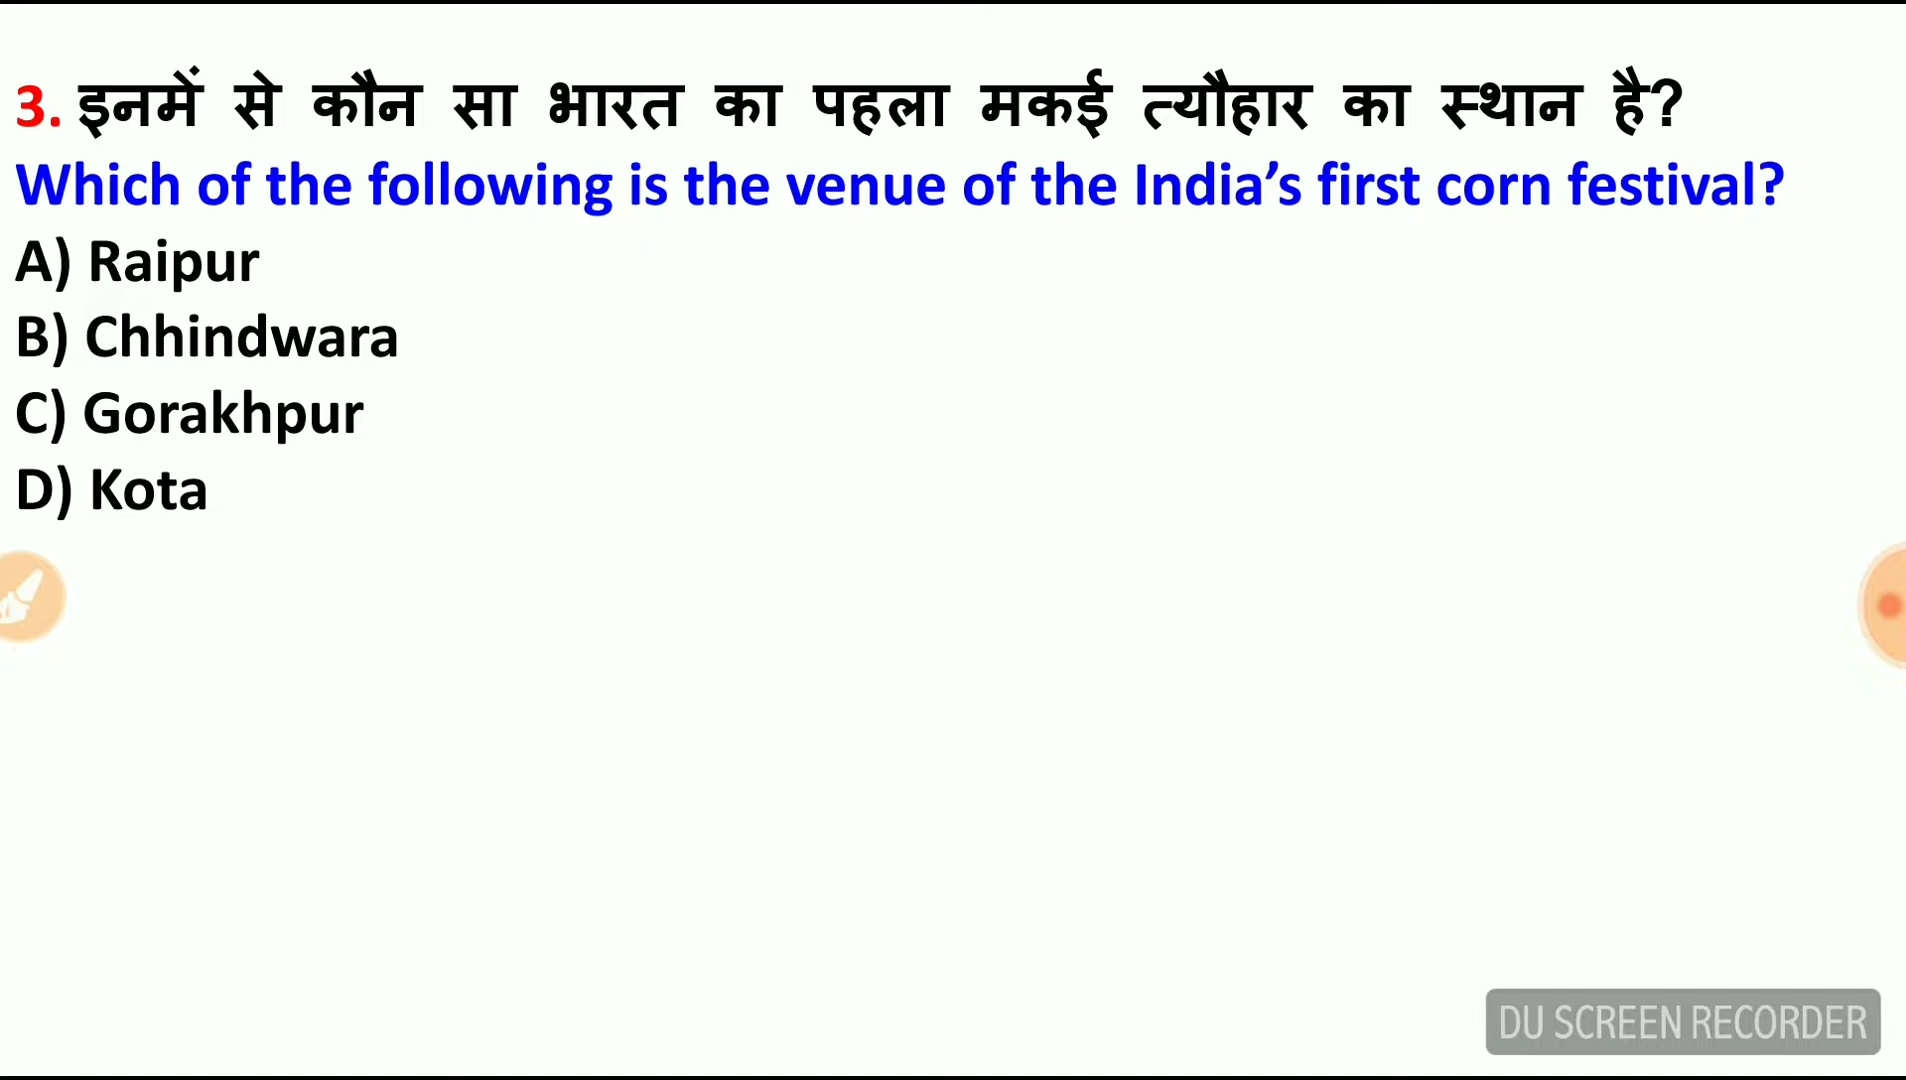 3. इनमें से कौन सा भारत का पहला मकई त्यौहार का स्थान है?
Which of the following is the venue of the India’s first corn festival?
A) Raipur
B) Chhindwara
C) Gorakhpur
D) Kota
DU SCREEN RECORDER